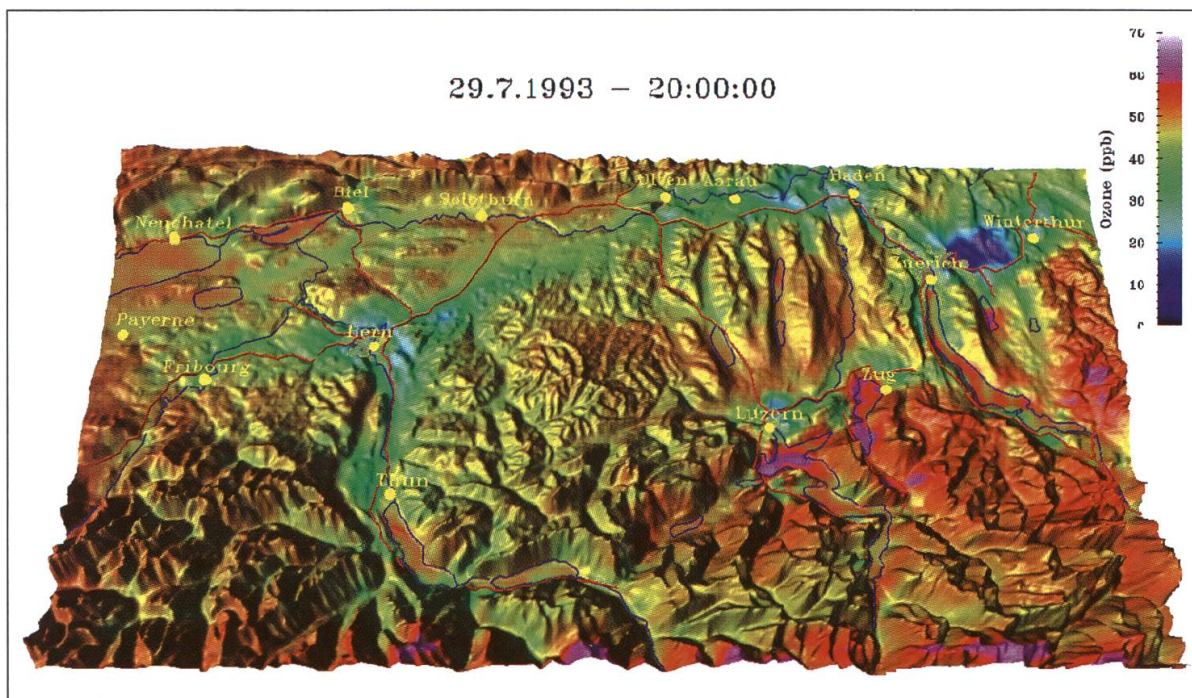 29.7.1993 – 20:00:00
70
60
50
40
30
20
10
Ozone (ppb)
Biel
Solothurn
Aarau
Baden
Neuchatel
Winterthur
Zuerich
Payerne
Bern
Fribourg
Zug
Luzern
Thun